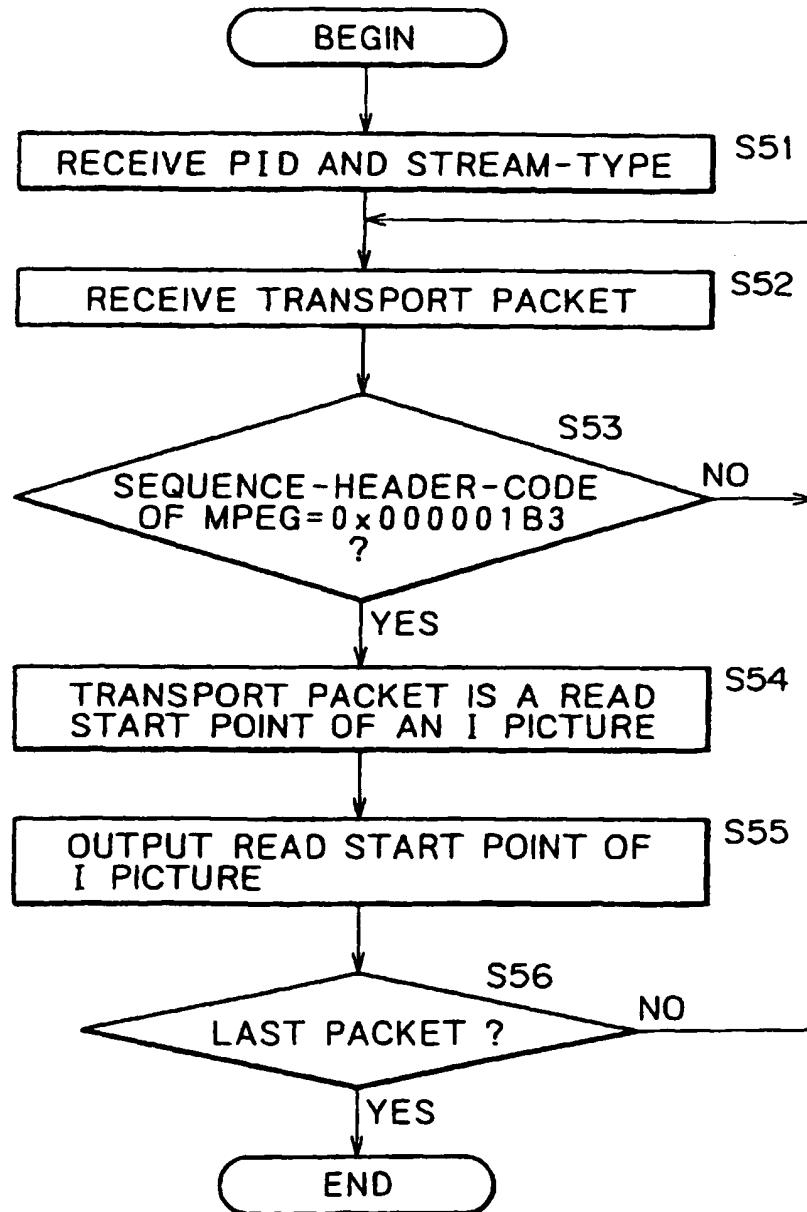 BEGIN
RECEIVE PID AND STREAM-TYPE
S51
RECEIVE TRANSPORT PACKET
S52
S53
SEQUENCE-HEADER-CODE
OF MPEG=0x000001B3
?
NO
YES
TRANSPORT PACKET IS A READ
START POINT OF AN I PICTURE
S54
OUTPUT READ START POINT OF
I PICTURE
S55
S56
LAST PACKET ?
NO
YES
END